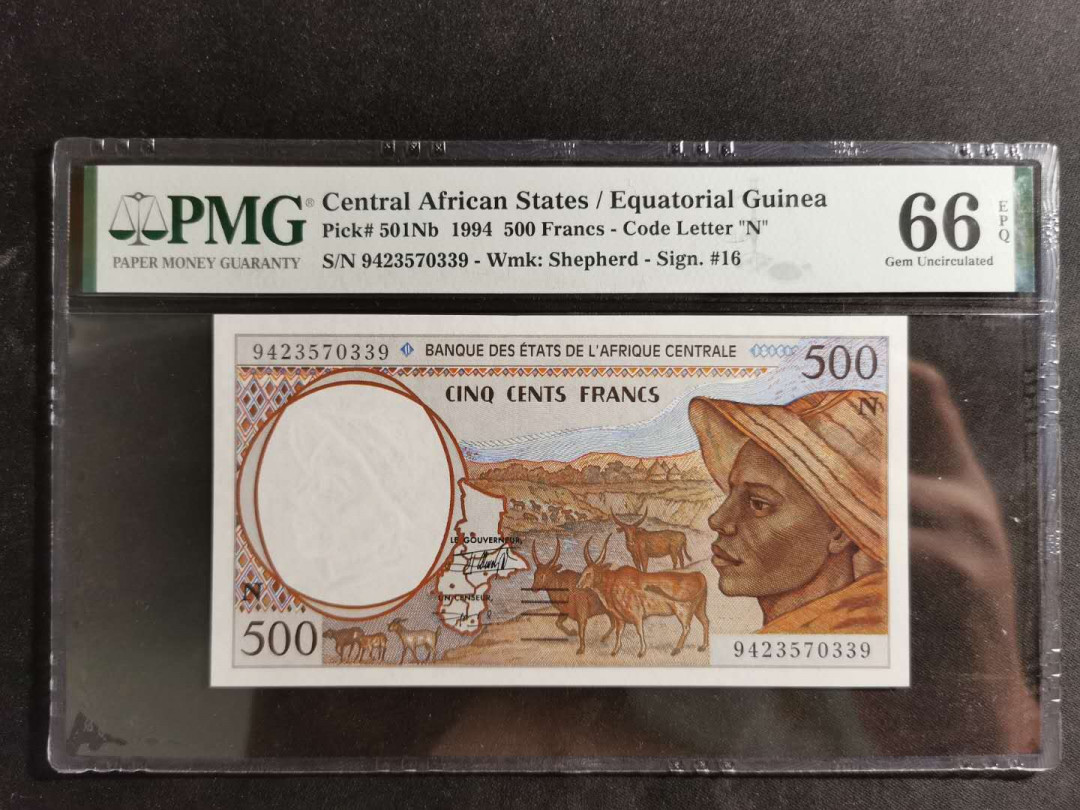 PMG®
PAPER MONEY GUARANTY
Central African States / Equatorial Guinea
Pick# 501Nb 1994 500 Francs - Code Letter "N"
S/N 9423570339 - Wmk: Shepherd - Sign. #16
66
EPQ
Gem Uncirculated
9423570339 BANQUE DES ÉTATS DE L'AFRIQUE CENTRALE 500
CINQ CENTS FRANCS
N
LE GOUVERNEUR,
N
UN CENSEUR,
500
9423570339